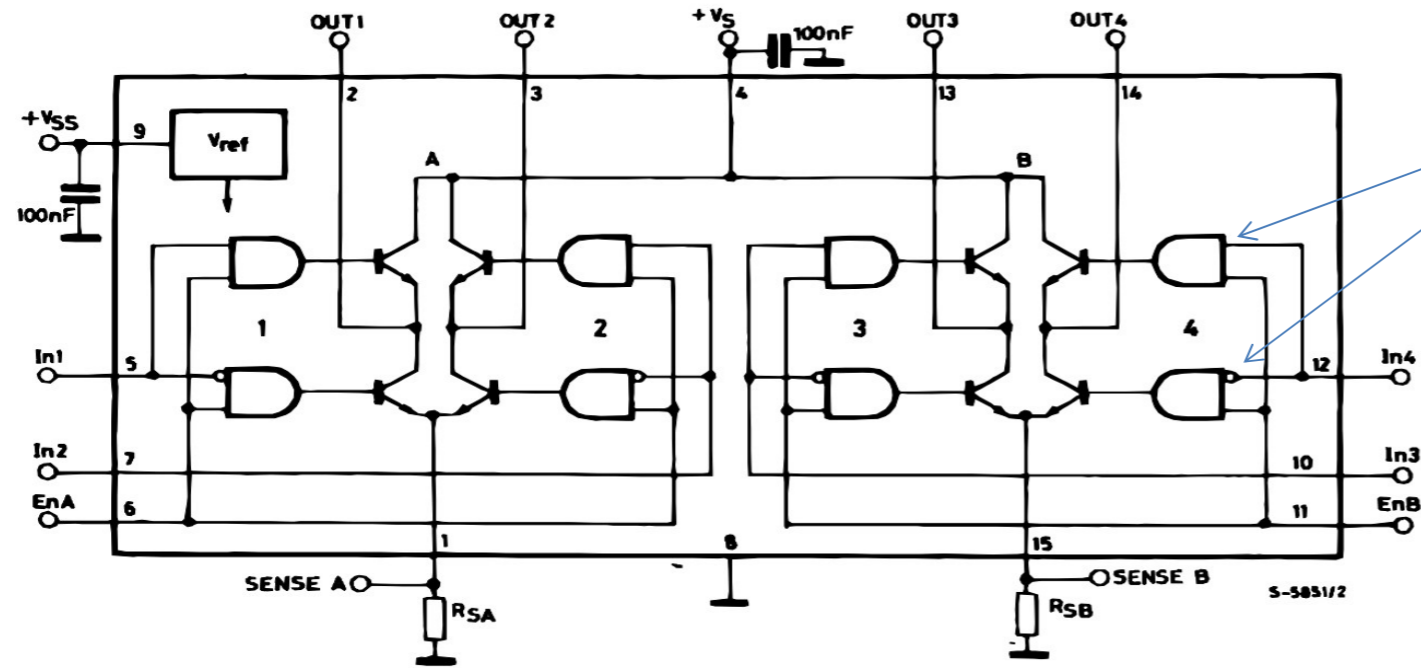 OUT1 OUT2 +VS 100nF OUT3 OUT4
2 3 4 13 14
+VSS 9 Vref A B
100nF
1 2 3 4
In1 5 12 In4
In2 7 10 In3
EnA 6 11 EnB
1 8 15
SENSE A SENSE B S-5851/2
RSA RSB